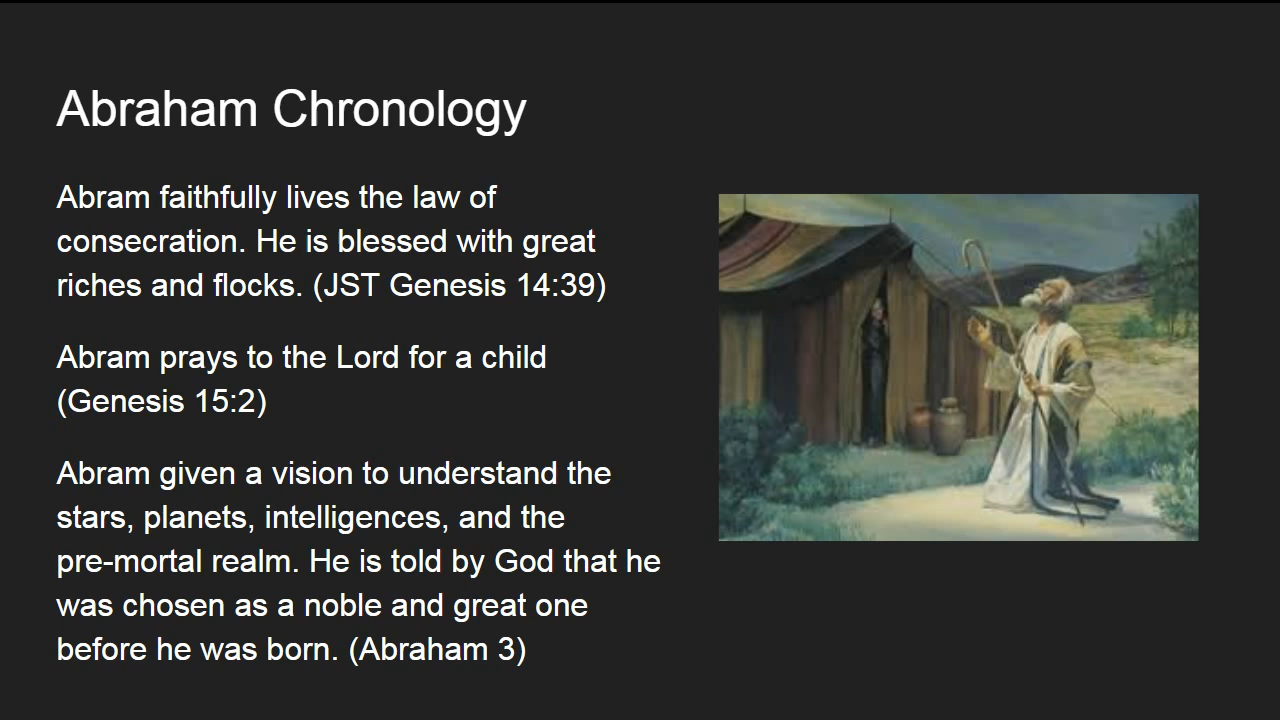 Abraham Chronology
Abram faithfully lives the law of
consecration. He is blessed with great
riches and flocks. (JST Genesis 14:39)
Abram prays to the Lord for a child
(Genesis 15:2)
Abram given a vision to understand the
stars, planets, intelligences, and the
pre-mortal realm. He is told by God that he
was chosen as a noble and great one
before he was born. (Abraham 3)